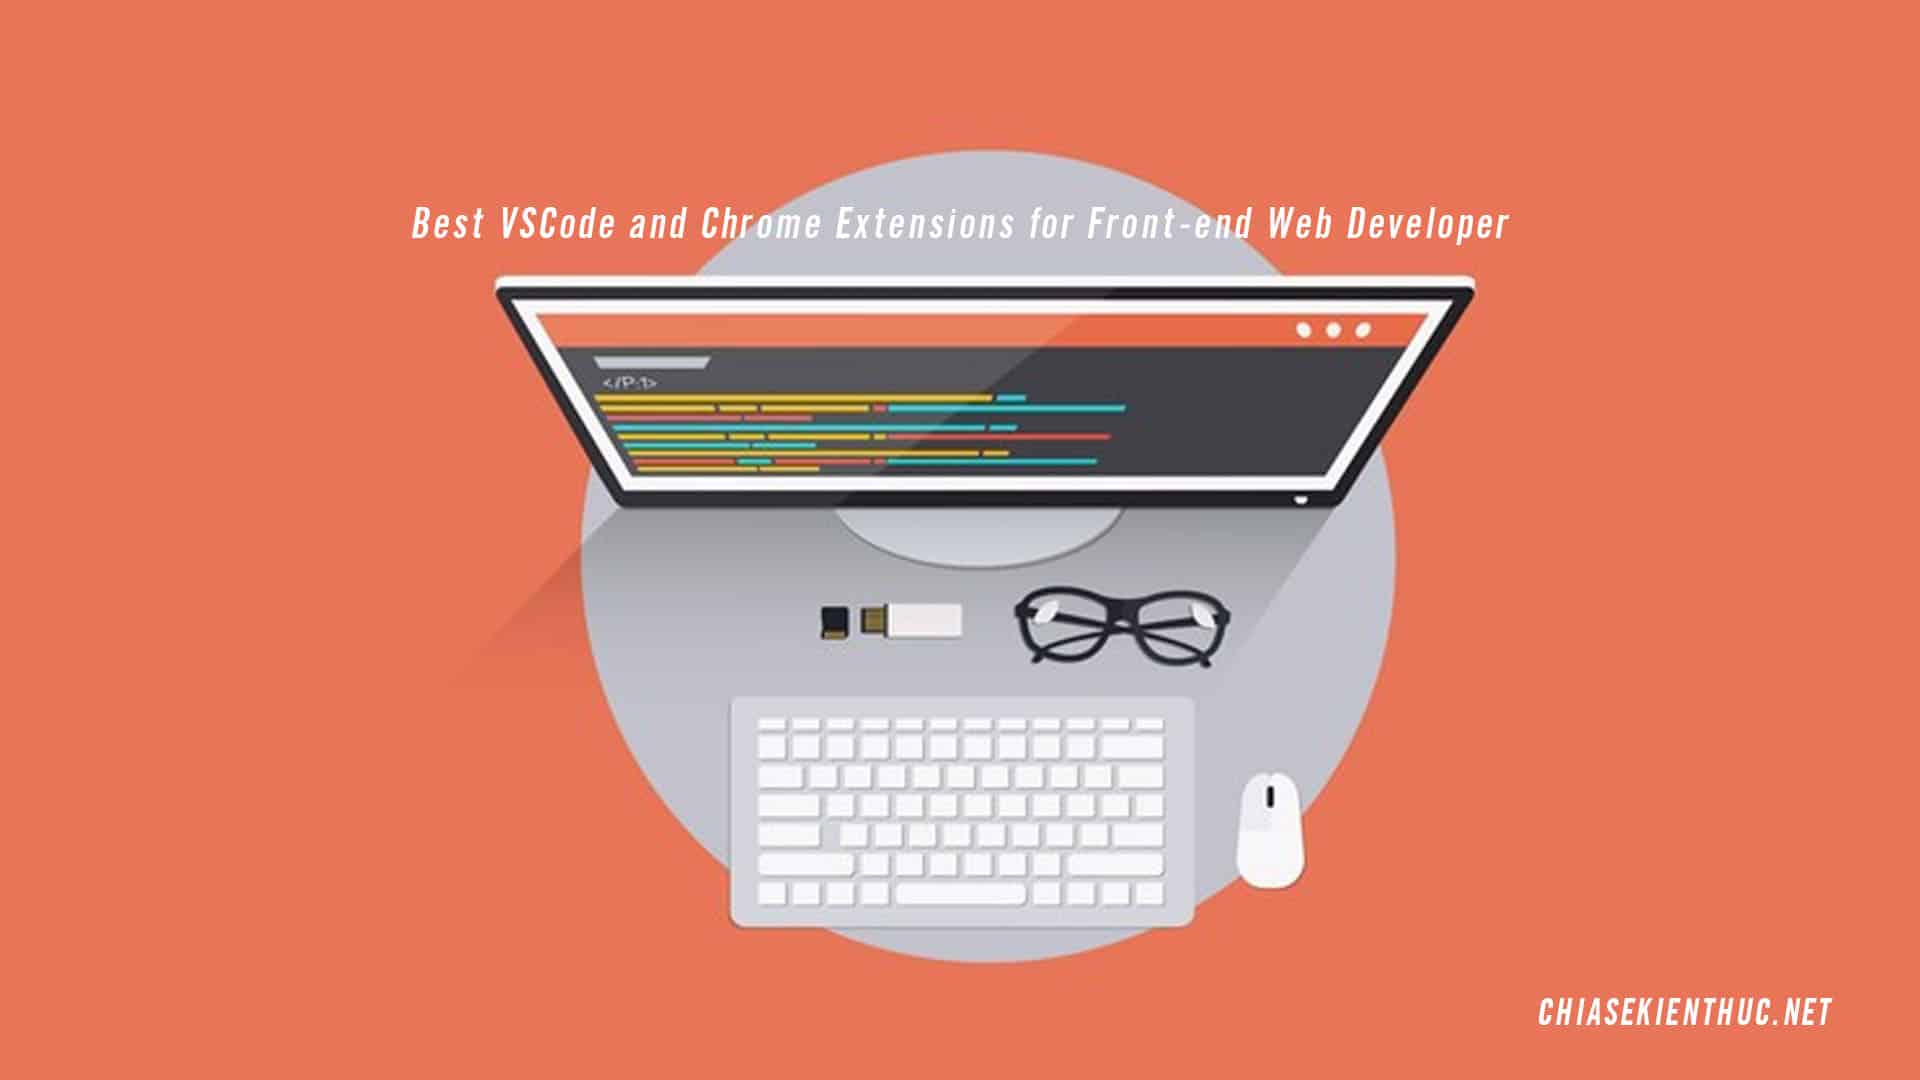 Best VSCode and Chrome Extensions for Front-end Web Developer
</P:1>
CHIASEKIENTHUC.NET